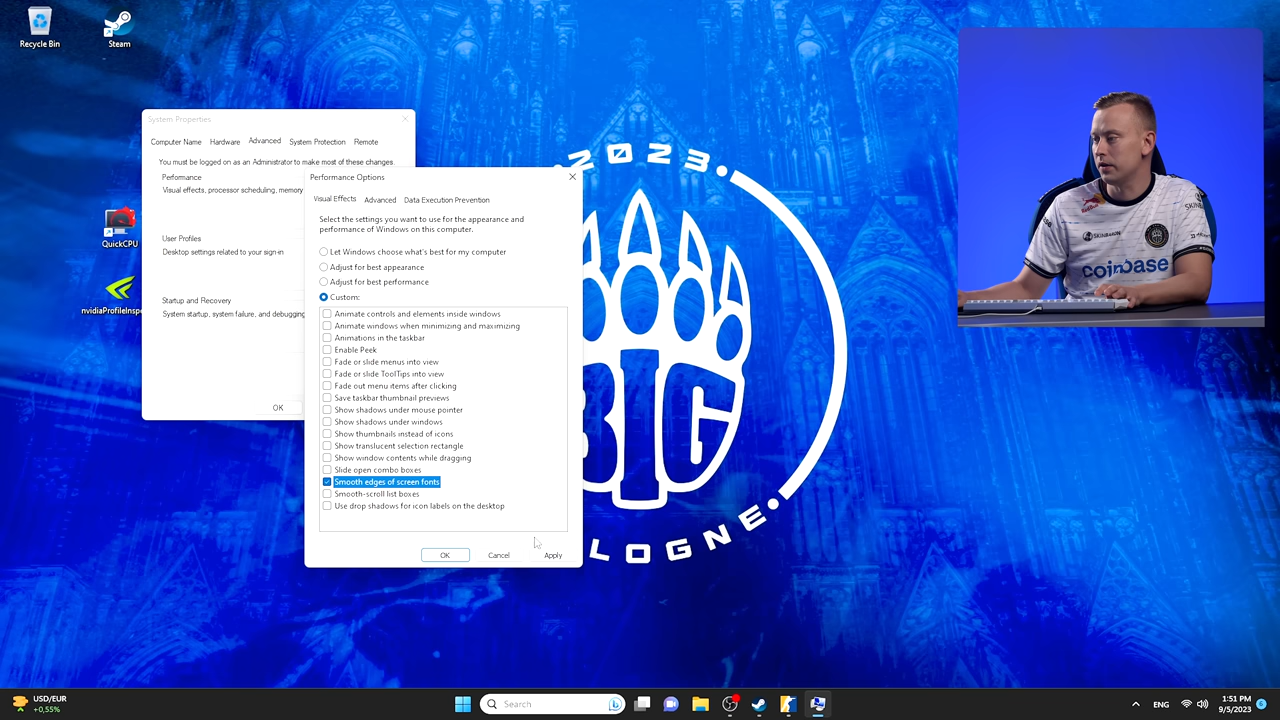 Recycle Bin
Steam
QuickCPU
nvidiaProfileInspe
System Properties
Computer Name
Hardware
Advanced
System Protection
Remote
You must be logged on as an Administrator to make most of these changes.
Performance
Visual effects, processor scheduling, memory
User Profiles
Desktop settings related to your sign-in
Startup and Recovery
System startup, system failure, and debugging
OK
Performance Options
Visual Effects
Advanced
Data Execution Prevention
Select the settings you want to use for the appearance and
performance of Windows on this computer.
Let Windows choose what's best for my computer
Adjust for best appearance
Adjust for best performance
Custom:
Animate controls and elements inside windows
Animate windows when minimizing and maximizing
Animations in the taskbar
Enable Peek
Fade or slide menus into view
Fade or slide ToolTips into view
Fade out menu items after clicking
Save taskbar thumbnail previews
Show shadows under mouse pointer
Show shadows under windows
Show thumbnails instead of icons
Show translucent selection rectangle
Show window contents while dragging
Slide open combo boxes
Smooth edges of screen fonts
Smooth-scroll list boxes
Use drop shadows for icon labels on the desktop
OK
Cancel
Apply
.2023.
BIG
LOGNE.
SKINBARON
SKIN
coinbase
USD/EUR
+0,55%
Search
ENG
1:51 PM
9/5/2023
6